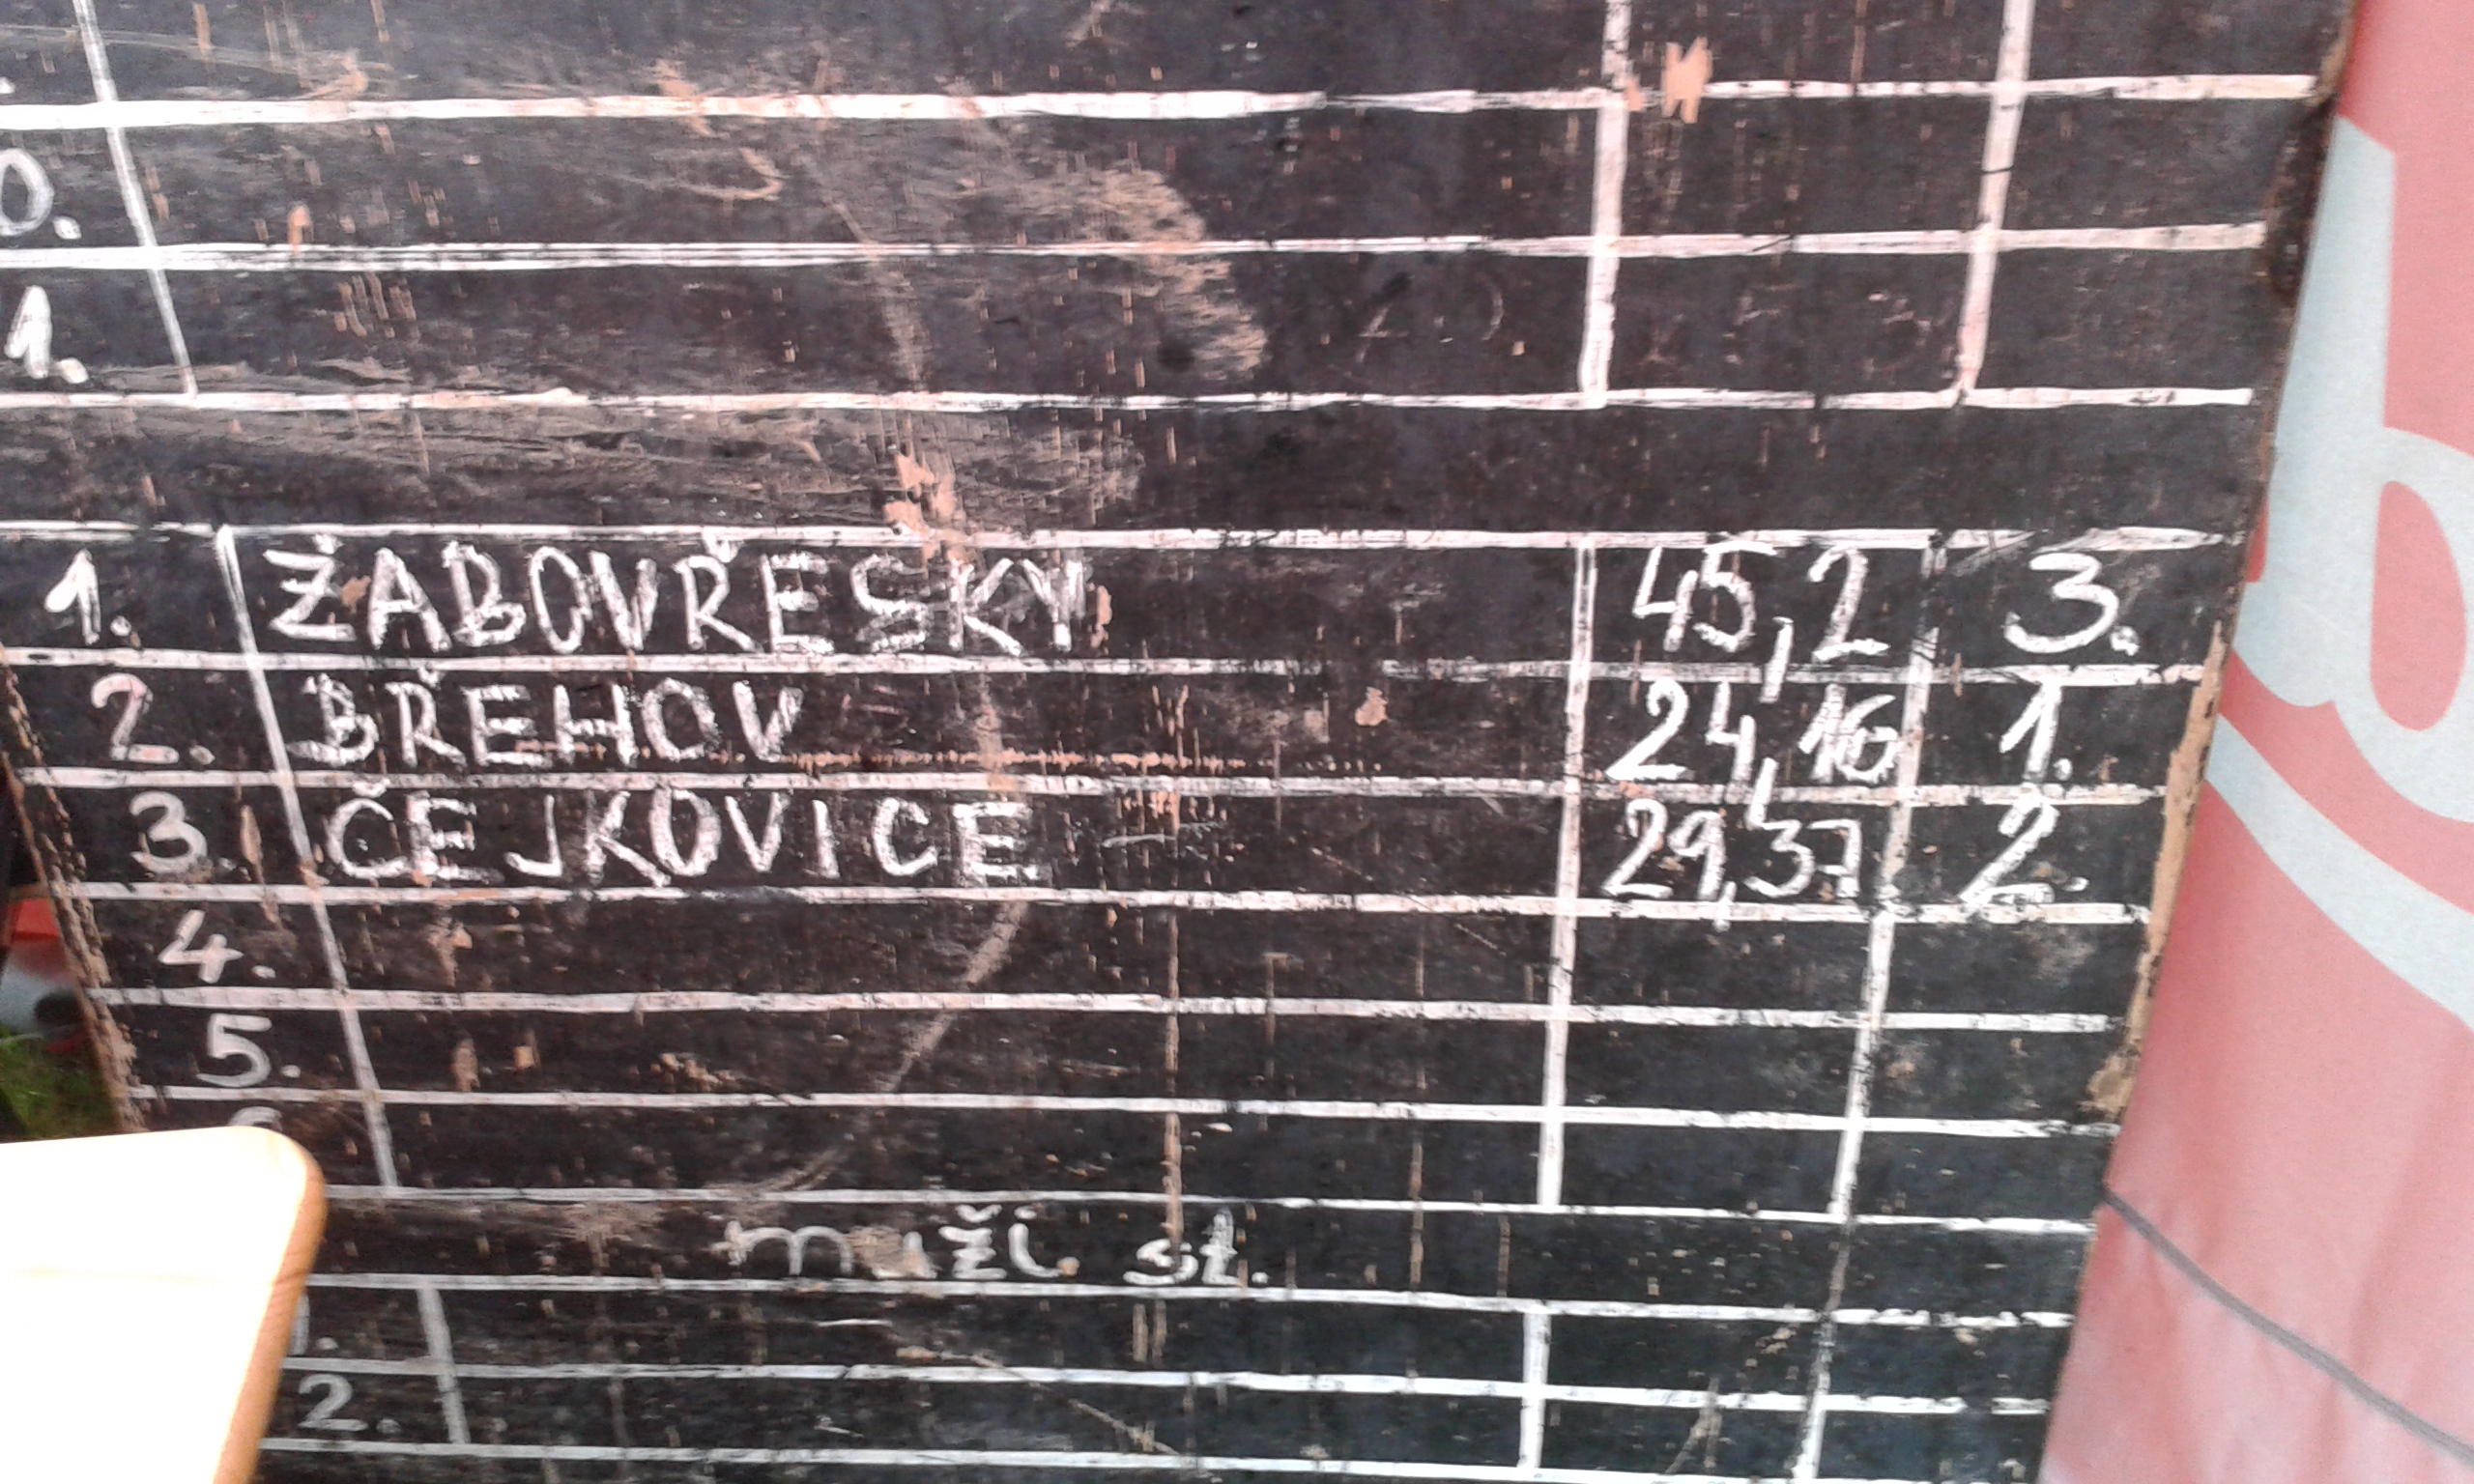 0.
1.
1. ŽABOVŘESKY 45,2 3.
2. BŘEHOV 24,16 1.
3. ČEJKOVICE 29,37 2.
4.
5.
muži st.
1.
2.